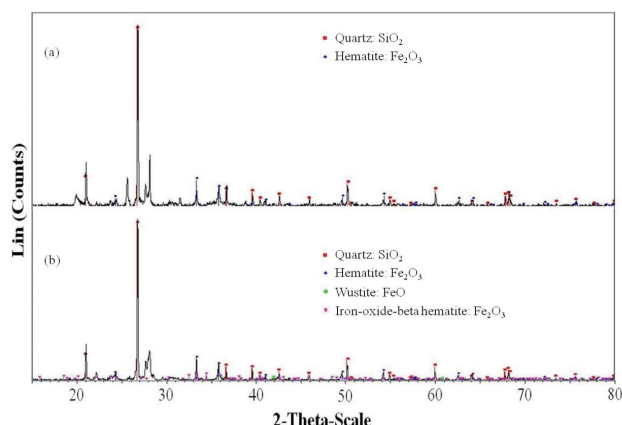 (a)
Quartz: SiO₂
Hematite: Fe₂O₃
Lin (Counts)
(b)
Quartz: SiO₂
Hematite: Fe₂O₃
Wustite: FeO
Iron-oxide-beta hematite: Fe₂O₃
20 30 40 50 60 70 80
2-Theta-Scale